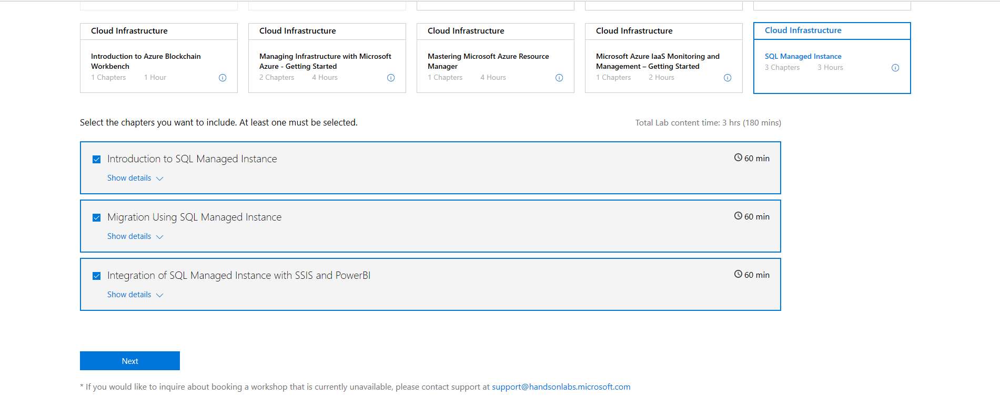 Cloud Infrastructure
Introduction to Azure Blockchain
Workbench
1 Chapters 1 Hour
Cloud Infrastructure
Managing Infrastructure with Microsoft
Azure - Getting Started
2 Chapters 4 Hours
Cloud Infrastructure
Mastering Microsoft Azure Resource
Manager
1 Chapters 4 Hours
Cloud Infrastructure
Microsoft Azure IaaS Monitoring and
Management – Getting Started
1 Chapters 2 Hours
Cloud Infrastructure
SQL Managed Instance
3 Chapters 3 Hours
Select the chapters you want to include. At least one must be selected.
Total Lab content time: 3 hrs (180 mins)
Introduction to SQL Managed Instance
60 min
Show details
Migration Using SQL Managed Instance
60 min
Show details
Integration of SQL Managed Instance with SSIS and PowerBI
60 min
Show details
Next
* If you would like to inquire about booking a workshop that is currently unavailable, please contact support at support@handsonlabs.microsoft.com